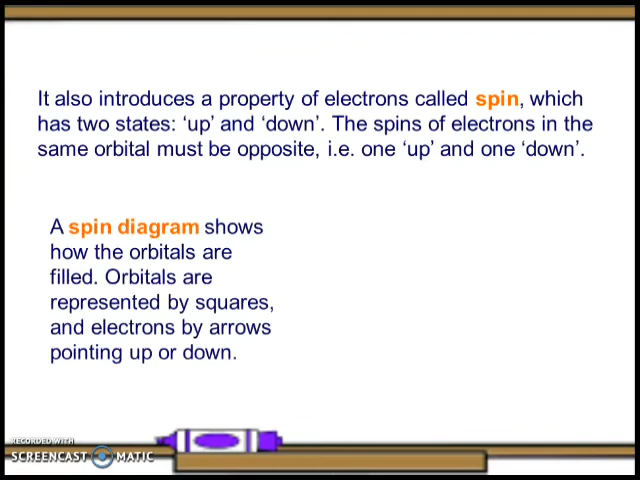 It also introduces a property of electrons called spin, which
has two states: ‘up’ and ‘down’. The spins of electrons in the
same orbital must be opposite, i.e. one ‘up’ and one ‘down’.
A spin diagram shows
how the orbitals are
filled. Orbitals are
represented by squares,
and electrons by arrows
pointing up or down.
RECORDED WITH
SCREENCAST MATIC